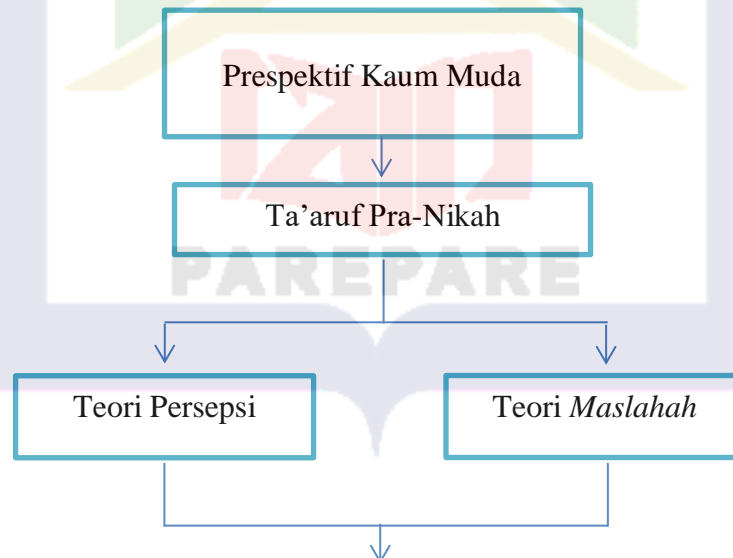 Prespektif Kaum Muda
Ta’aruf Pra-Nikah
PAREPARE
Teori Persepsi
Teori Maslahah